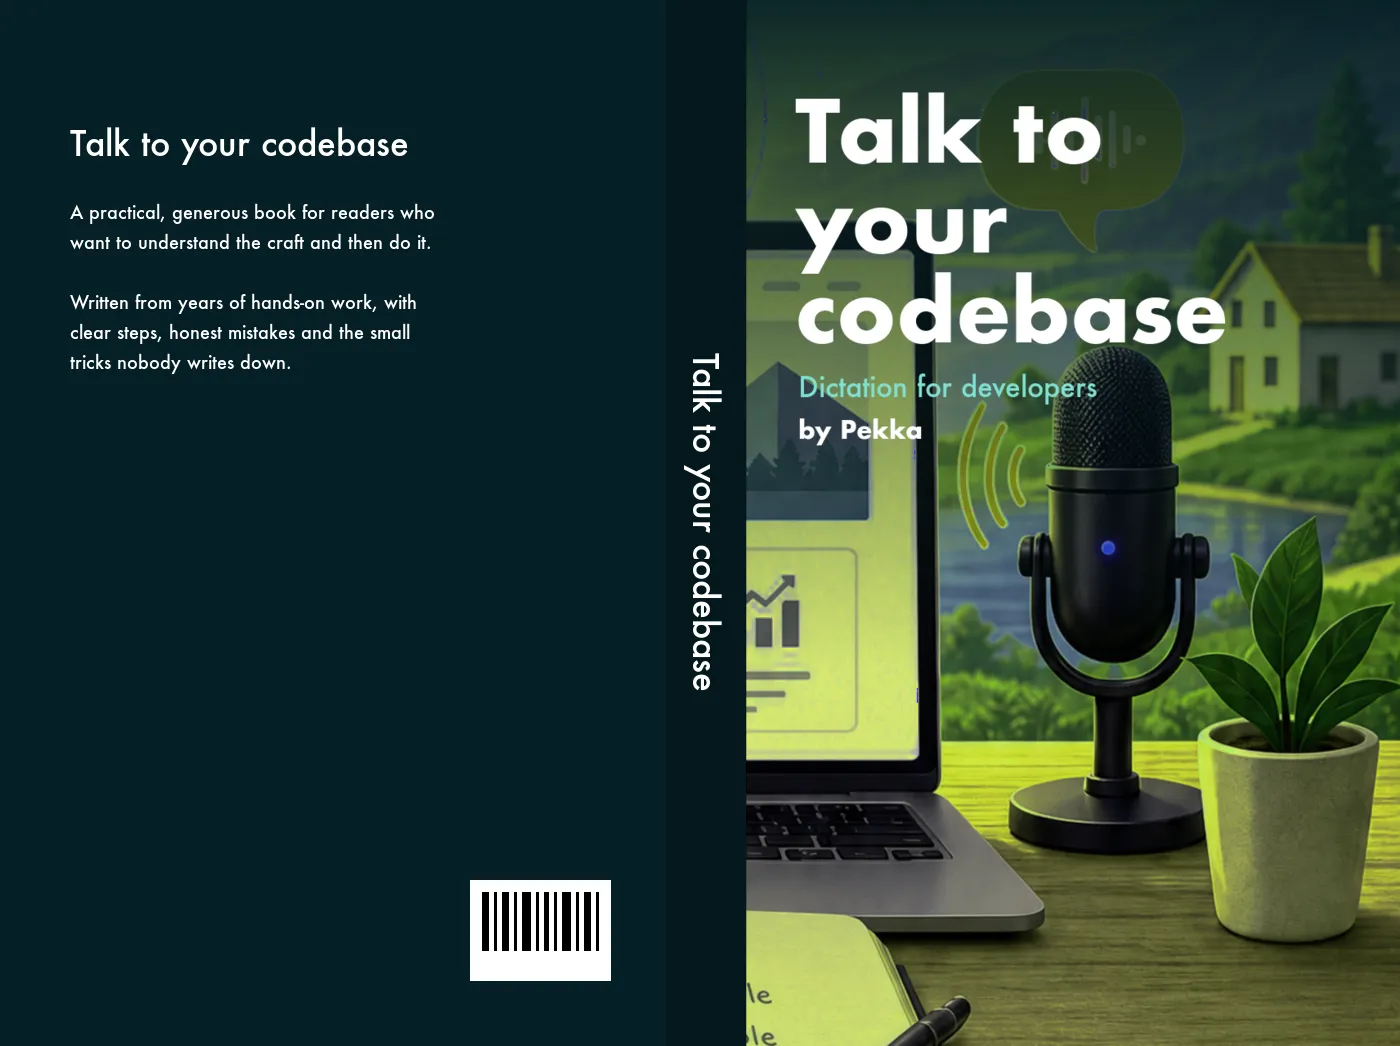 Talk to your codebase
A practical, generous book for readers who
want to understand the craft and then do it.
Written from years of hands-on work, with
clear steps, honest mistakes and the small
tricks nobody writes down.
Talk to your codebase
Talk to
your
codebase
Dictation for developers
by Pekka